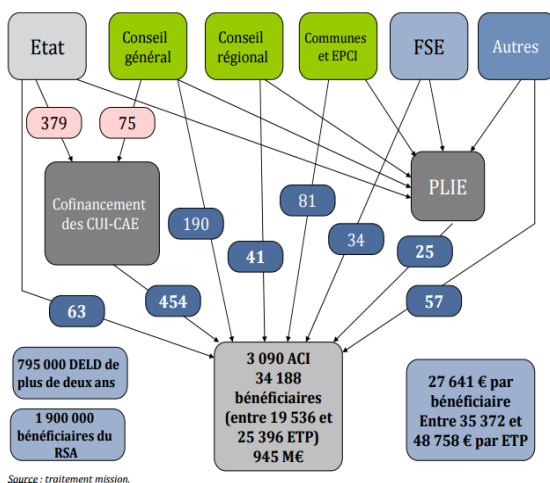 Etat
Conseil
général
Conseil
régional
Communes
et EPCI
FSE
Autres
379
75
Cofinancement
des CUI-CAE
PLIE
190
41
81
34
25
63
454
57
795 000 DELD de
plus de deux ans
1 900 000
bénéficiaires du
RSA
3 090 ACI
34 188
bénéficiaires
(entre 19 536 et
25 396 ETP)
945 M€
27 641 € par
bénéficiaire
Entre 35 372 et
48 758 € par ETP
Source : traitement mission.